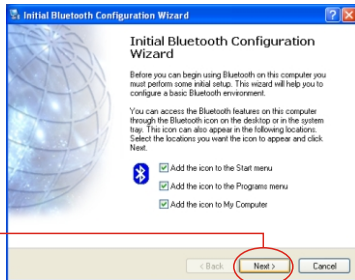 Initial Bluetooth Configuration Wizard
Initial Bluetooth Configuration
Wizard
Before you can begin using Bluetooth on this computer you
must perform some initial setup. This wizard will help you to
configure a basic Bluetooth environment.
You can access the Bluetooth features on this computer
through the Bluetooth icon on the desktop or in the system
tray. This icon can also appear in the following locations.
Select the locations you want the icon to appear and click
Next.
Add the icon to the Start menu
Add the icon to the Programs menu
Add the icon to My Computer
< Back
Next >
Cancel